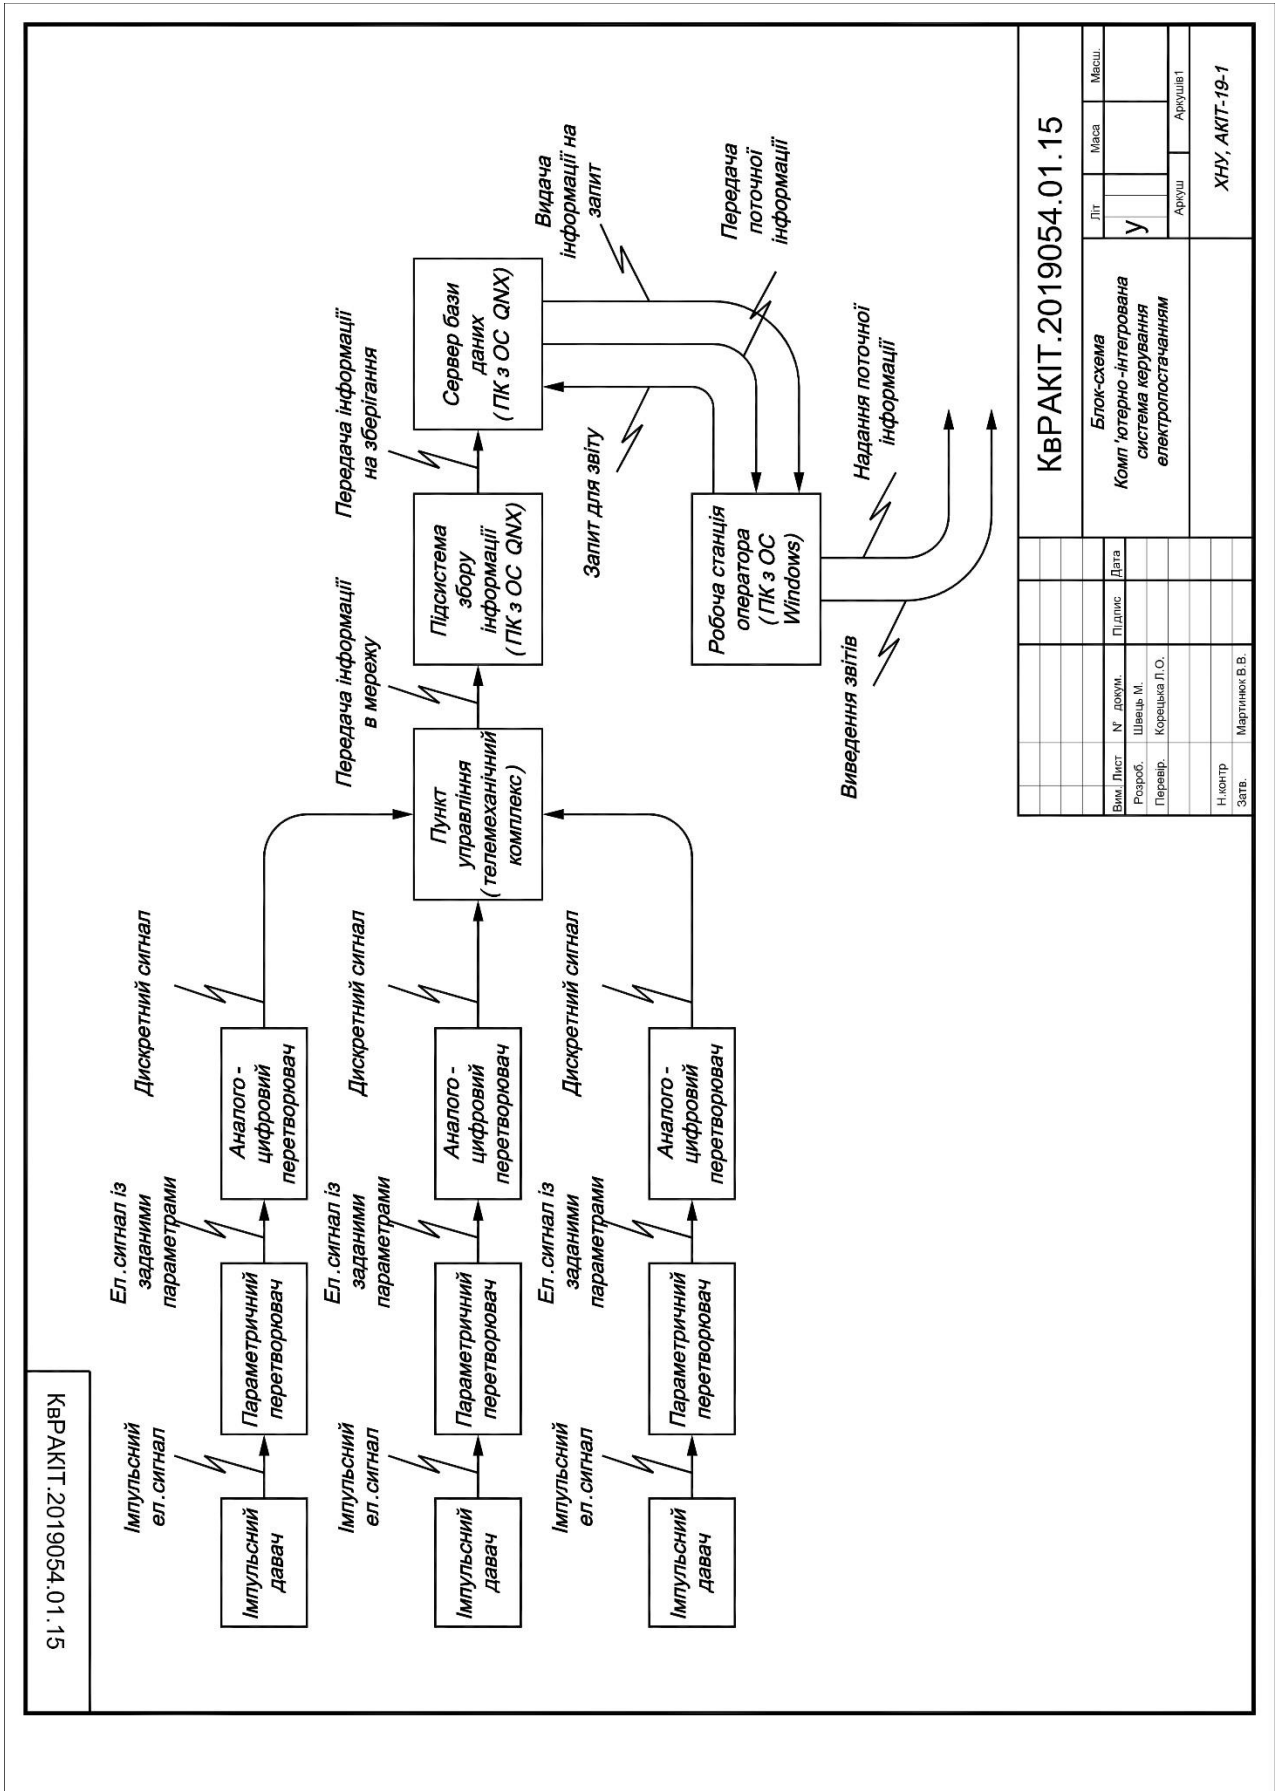 КвРАКІТ.2019054.01.15
Імпульсний
давач
Імпульсний
ел.сигнал
Параметричний
перетворювач
Ел.сигнал із
заданими
параметрами
Аналого-
цифровий
перетворювач
Дискретний сигнал
Імпульсний
давач
Імпульсний
ел.сигнал
Параметричний
перетворювач
Ел.сигнал із
заданими
параметрами
Аналого-
цифровий
перетворювач
Дискретний сигнал
Імпульсний
давач
Імпульсний
ел.сигнал
Параметричний
перетворювач
Ел.сигнал із
заданими
параметрами
Аналого-
цифровий
перетворювач
Дискретний сигнал
Пункт
управління
(телемеханічний
комплекс)
Передача інформації
в мережу
Підсистема
збору
інформації
(ПК з ОС QNX)
Передача інформації
на зберігання
Сервер бази
даних
(ПК з ОС QNX)
Видача
інформації на
запит
Передача
поточної
інформації
Запит для звіту
Робоча станція
оператора
(ПК з ОС
Windows)
Надання поточної
інформації
Виведення звітів
КвРАКІТ.2019054.01.15
Вим. Лист № докум. Підпис Дата
Розроб. Швець М.
Перевір. Корецька Л.О.
Н.контр
Затв. Мартинюк В.В.
Блок-схема
Комп'ютерно-інтегрована
система керування
електропостачанням
Літ Маса Масш.
У
Аркуш Аркушів1
ХНУ, АКІТ-19-1